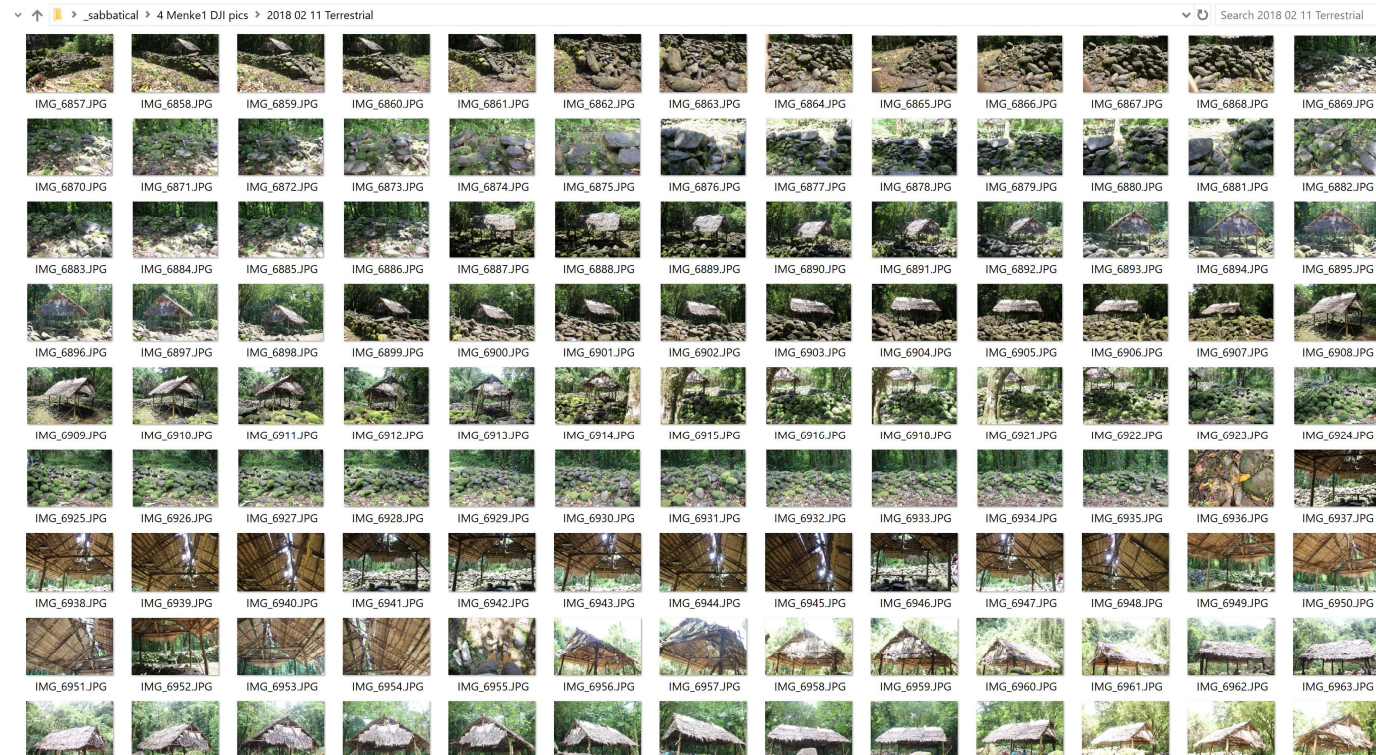 _sabbatical > 4 Menke1 DJI pics > 2018 02 11 Terrestrial Search 2018 02 11 Terrestrial
IMG_6857.JPG IMG_6858.JPG IMG_6859.JPG IMG_6860.JPG IMG_6861.JPG IMG_6862.JPG IMG_6863.JPG IMG_6864.JPG IMG_6865.JPG IMG_6866.JPG IMG_6867.JPG IMG_6868.JPG IMG_6869.JPG
IMG_6870.JPG IMG_6871.JPG IMG_6872.JPG IMG_6873.JPG IMG_6874.JPG IMG_6875.JPG IMG_6876.JPG IMG_6877.JPG IMG_6878.JPG IMG_6879.JPG IMG_6880.JPG IMG_6881.JPG IMG_6882.JPG
IMG_6883.JPG IMG_6884.JPG IMG_6885.JPG IMG_6886.JPG IMG_6887.JPG IMG_6888.JPG IMG_6889.JPG IMG_6890.JPG IMG_6891.JPG IMG_6892.JPG IMG_6893.JPG IMG_6894.JPG IMG_6895.JPG
IMG_6896.JPG IMG_6897.JPG IMG_6898.JPG IMG_6899.JPG IMG_6900.JPG IMG_6901.JPG IMG_6902.JPG IMG_6903.JPG IMG_6904.JPG IMG_6905.JPG IMG_6906.JPG IMG_6907.JPG IMG_6908.JPG
IMG_6909.JPG IMG_6910.JPG IMG_6911.JPG IMG_6912.JPG IMG_6913.JPG IMG_6914.JPG IMG_6915.JPG IMG_6916.JPG IMG_6918.JPG IMG_6921.JPG IMG_6922.JPG IMG_6923.JPG IMG_6924.JPG
IMG_6925.JPG IMG_6926.JPG IMG_6927.JPG IMG_6928.JPG IMG_6929.JPG IMG_6930.JPG IMG_6931.JPG IMG_6932.JPG IMG_6933.JPG IMG_6934.JPG IMG_6935.JPG IMG_6936.JPG IMG_6937.JPG
IMG_6938.JPG IMG_6939.JPG IMG_6940.JPG IMG_6941.JPG IMG_6942.JPG IMG_6943.JPG IMG_6944.JPG IMG_6945.JPG IMG_6946.JPG IMG_6947.JPG IMG_6948.JPG IMG_6949.JPG IMG_6950.JPG
IMG_6951.JPG IMG_6952.JPG IMG_6953.JPG IMG_6954.JPG IMG_6955.JPG IMG_6956.JPG IMG_6957.JPG IMG_6958.JPG IMG_6959.JPG IMG_6960.JPG IMG_6961.JPG IMG_6962.JPG IMG_6963.JPG